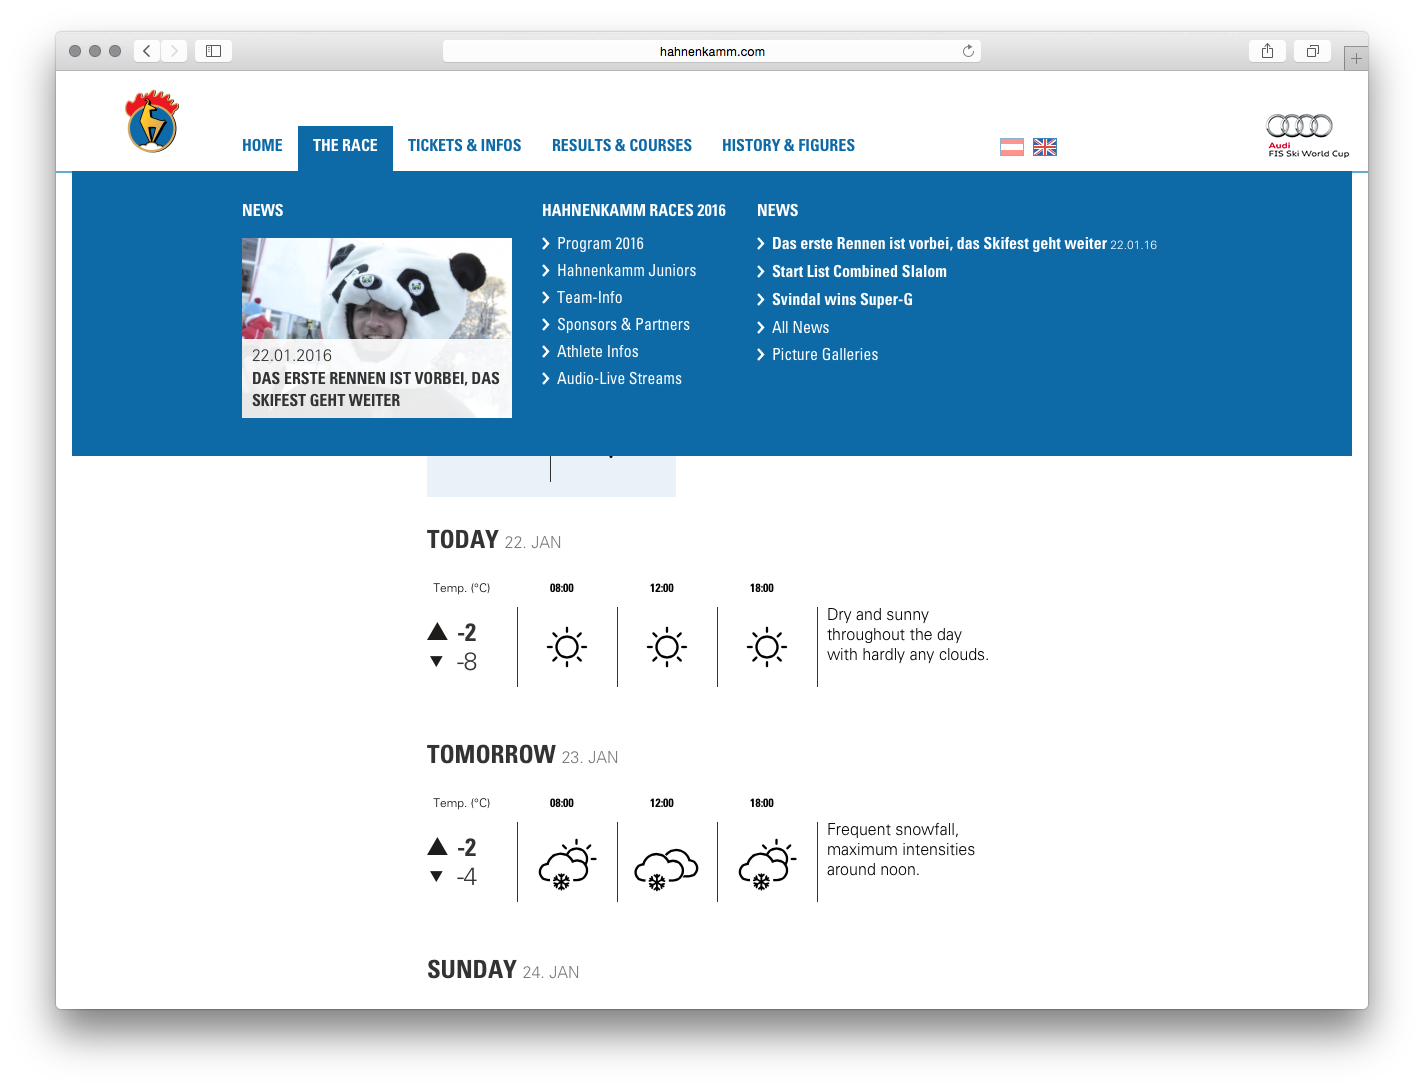 hahnenkamm.com
HOME THE RACE TICKETS & INFOS RESULTS & COURSES HISTORY & FIGURES
Audi
FIS Ski World Cup
NEWS
22.01.2016
DAS ERSTE RENNEN IST VORBEI, DAS
SKIFEST GEHT WEITER
HAHNENKAMM RACES 2016
Program 2016
Hahnenkamm Juniors
Team-Info
Sponsors & Partners
Athlete Infos
Audio-Live Streams
NEWS
Das erste Rennen ist vorbei, das Skifest geht weiter 22.01.16
Start List Combined Slalom
Svindal wins Super-G
All News
Picture Galleries
TODAY 22. JAN
Temp. (°C) 08:00 12:00 18:00
-2
-8
Dry and sunny
throughout the day
with hardly any clouds.
TOMORROW 23. JAN
Temp. (°C) 08:00 12:00 18:00
-2
-4
Frequent snowfall,
maximum intensities
around noon.
SUNDAY 24. JAN